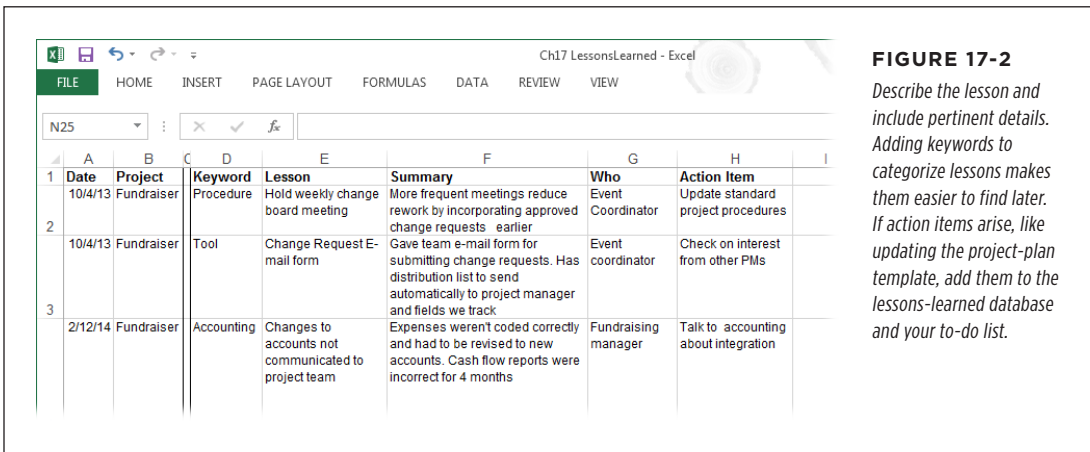 Ch17 LessonsLearned - Excel
FILE HOME INSERT PAGE LAYOUT FORMULAS DATA REVIEW VIEW
N25 fx
A B C D E F G H I
1 Date Project Keyword Lesson Summary Who Action Item
10/4/13 Fundraiser Procedure Hold weekly change More frequent meetings reduce Event Update standard
board meeting rework by incorporating approved Coordinator project procedures
2 change requests earlier
10/4/13 Fundraiser Tool Change Request E- Gave team e-mail form for Event Check on interest
mail form submitting change requests. Has coordinator from other PMs
distribution list to send
automatically to project manager
3 and fields we track
2/12/14 Fundraiser Accounting Changes to Expenses weren't coded correctly Fundraising Talk to accounting
accounts not and had to be revised to new manager about integration
communicated to accounts. Cash flow reports were
project team incorrect for 4 months
FIGURE 17-2
Describe the lesson and
include pertinent details.
Adding keywords to
categorize lessons makes
them easier to find later.
If action items arise, like
updating the project-plan
template, add them to the
lessons-learned database
and your to-do list.